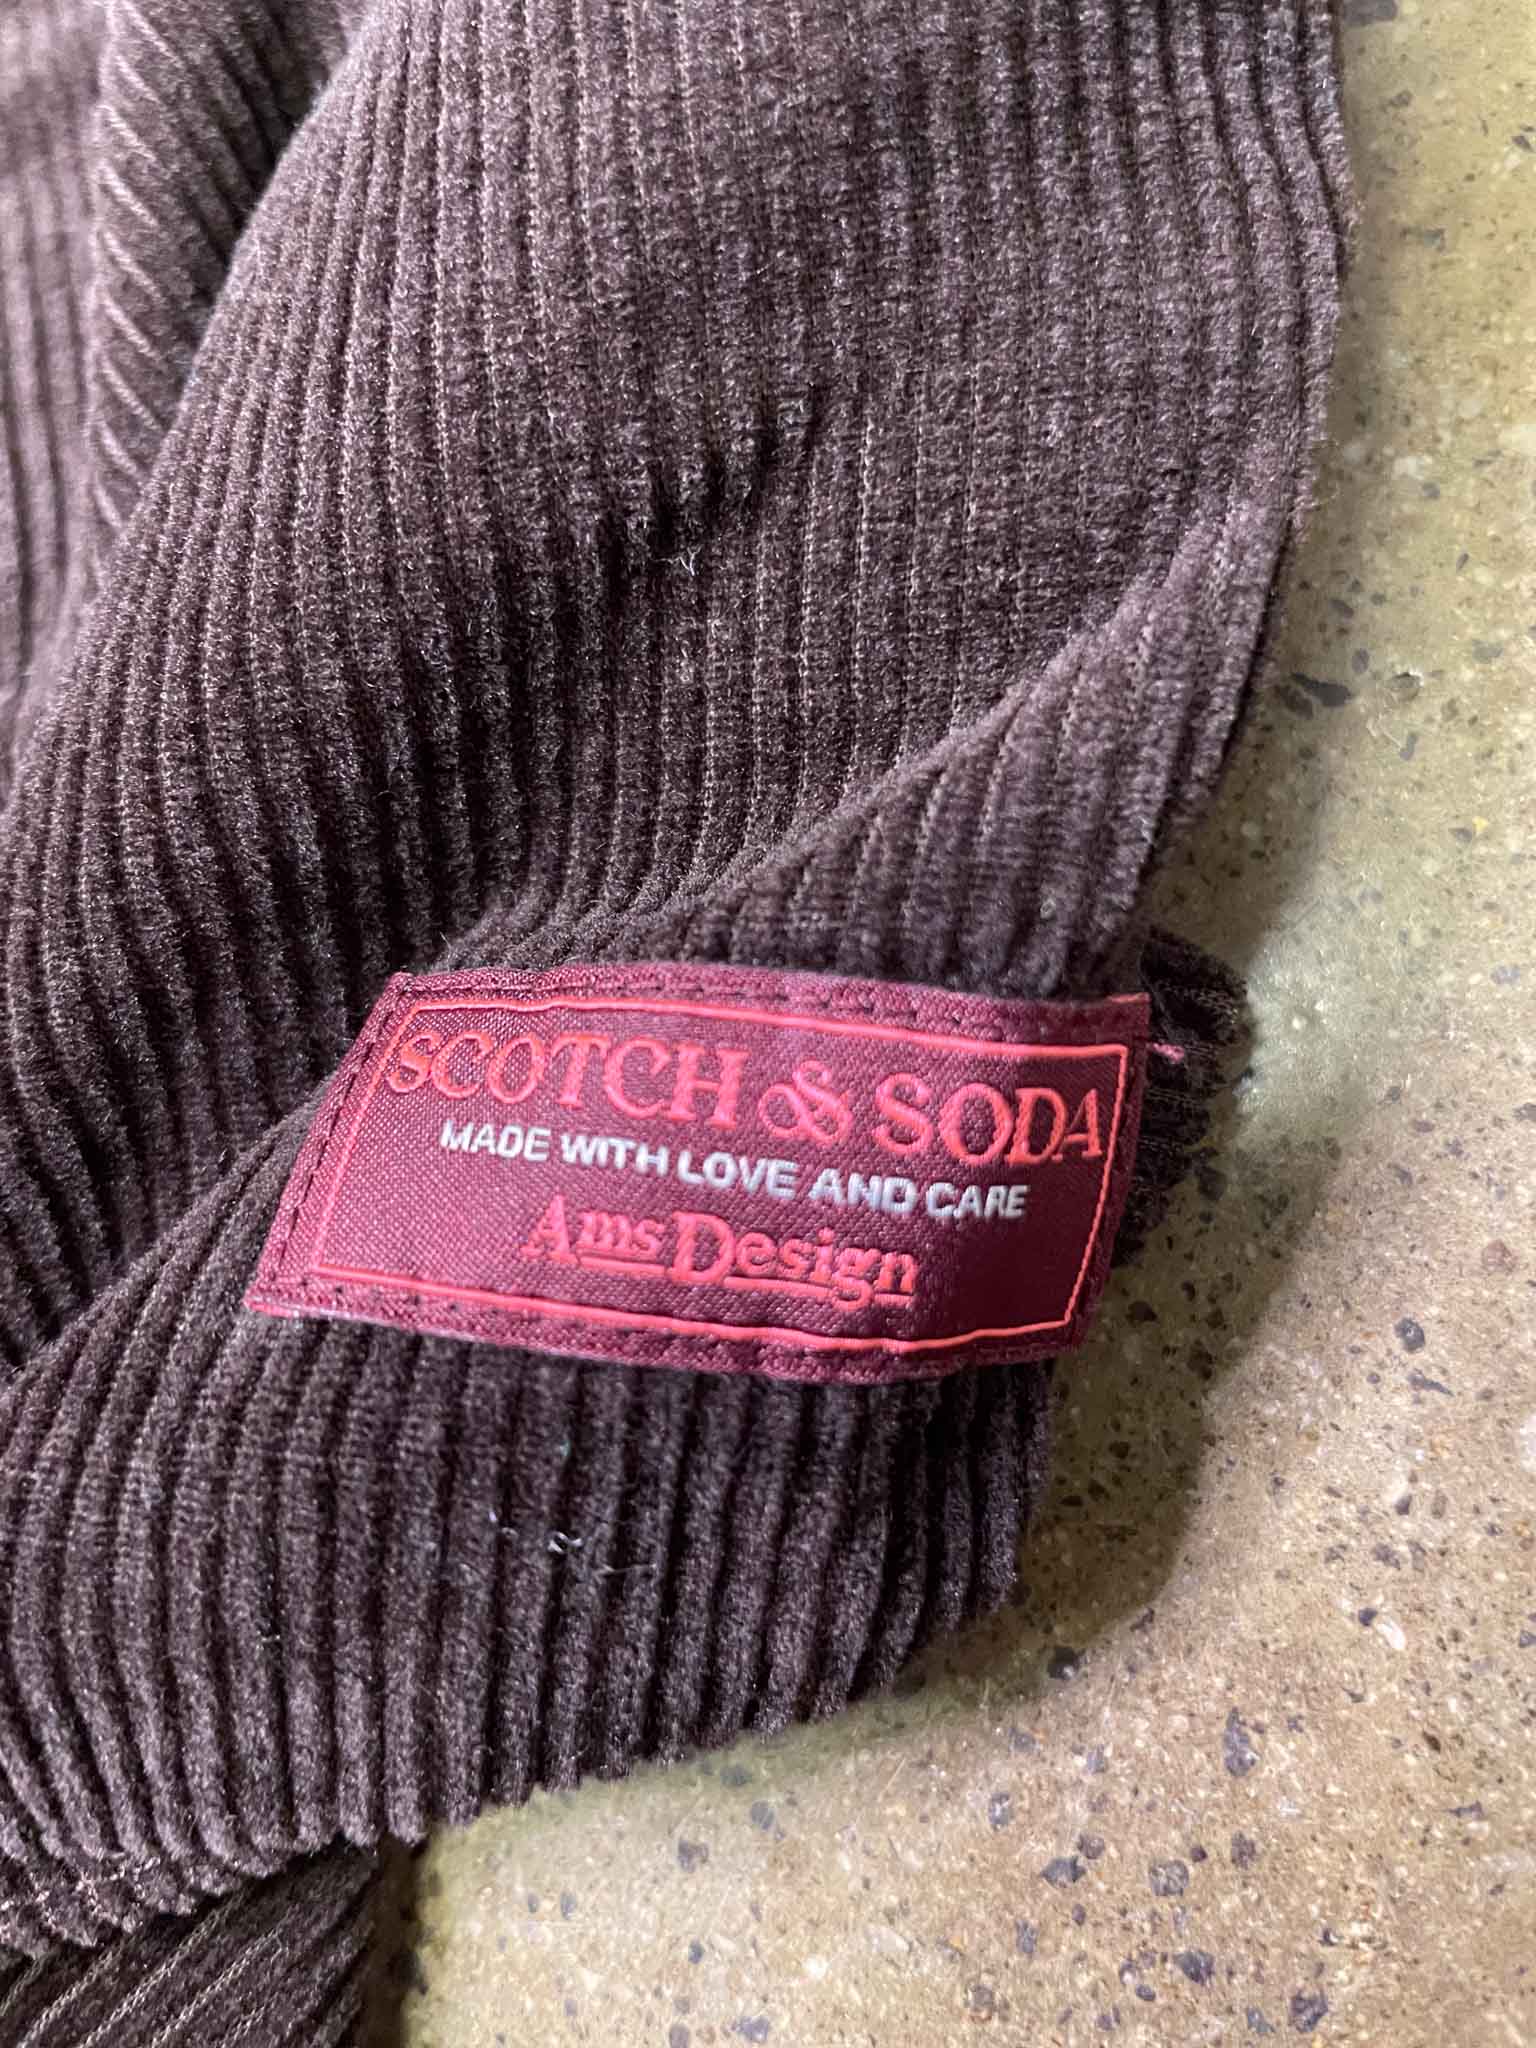 SCOTCH & SODA
MADE WITH LOVE AND CARE
Ams Design